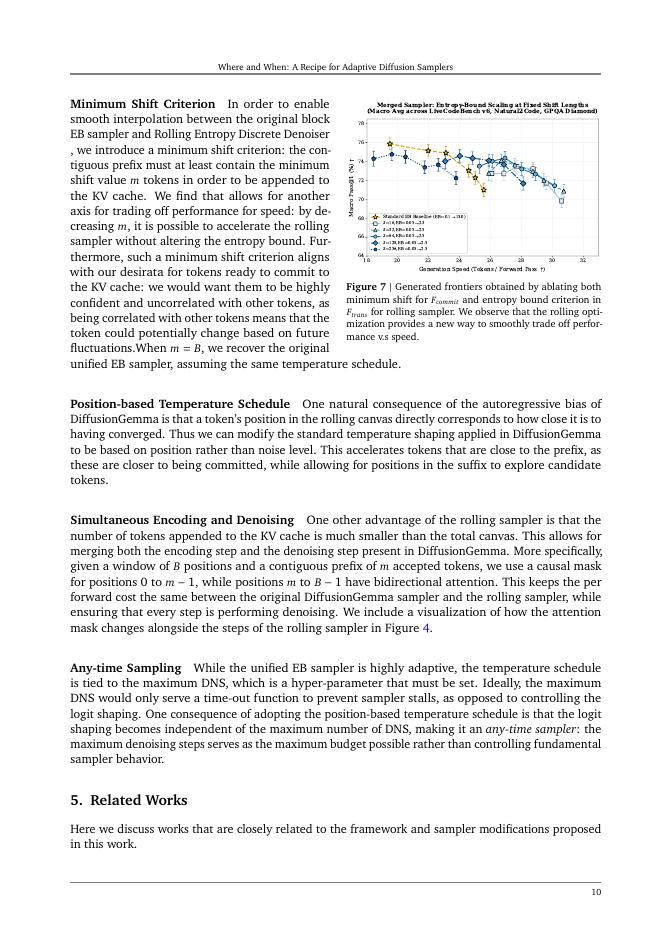 Where and When: A Recipe for Adaptive Diffusion Samplers
Minimum Shift Criterion In order to enable
smooth interpolation between the original block
EB sampler and Rolling Entropy Discrete Denoiser
, we introduce a minimum shift criterion: the con-
tiguous prefix must at least contain the minimum
shift value m tokens in order to be appended to
the KV cache. We find that allows for another
axis for trading off performance for speed: by de-
creasing m, it is possible to accelerate the rolling
sampler without altering the entropy bound. Fur-
thermore, such a minimum shift criterion aligns
with our desirata for tokens ready to commit to
the KV cache: we would want them to be highly
confident and uncorrelated with other tokens, as
being correlated with other tokens means that the
token could potentially change based on future
fluctuations.When m = B, we recover the original
unified EB sampler, assuming the same temperature schedule.
Merged Sampler: Entropy-Bound Scaling at Fixed Shift Lengths
(Macro Avg across LiveCodeBench v6, Natural2Code, GPQA Diamond)
Macro Pass@1 (%) ↑
78
76
74
72
70
68
66
64
18 20 22 24 26 28 30 32
Generation Speed (Tokens / Forward Pass ↑)
Figure 7 | Generated frontiers obtained by ablating both
minimum shift for Fcommit and entropy bound criterion in
Ftrans for rolling sampler. We observe that the rolling opti-
mization provides a new way to smoothly trade off perfor-
mance v.s speed.
Position-based Temperature Schedule One natural consequence of the autoregressive bias of
DiffusionGemma is that a token's position in the rolling canvas directly corresponds to how close it is to
having converged. Thus we can modify the standard temperature shaping applied in DiffusionGemma
to be based on position rather than noise level. This accelerates tokens that are close to the prefix, as
these are closer to being committed, while allowing for positions in the suffix to explore candidate
tokens.
Simultaneous Encoding and Denoising One other advantage of the rolling sampler is that the
number of tokens appended to the KV cache is much smaller than the total canvas. This allows for
merging both the encoding step and the denoising step present in DiffusionGemma. More specifically,
given a window of B positions and a contiguous prefix of m accepted tokens, we use a causal mask
for positions 0 to m − 1, while positions m to B − 1 have bidirectional attention. This keeps the per
forward cost the same between the original DiffusionGemma sampler and the rolling sampler, while
ensuring that every step is performing denoising. We include a visualization of how the attention
mask changes alongside the steps of the rolling sampler in Figure 4.
Any-time Sampling While the unified EB sampler is highly adaptive, the temperature schedule
is tied to the maximum DNS, which is a hyper-parameter that must be set. Ideally, the maximum
DNS would only serve a time-out function to prevent sampler stalls, as opposed to controlling the
logit shaping. One consequence of adopting the position-based temperature schedule is that the logit
shaping becomes independent of the maximum number of DNS, making it an any-time sampler: the
maximum denoising steps serves as the maximum budget possible rather than controlling fundamental
sampler behavior.
5. Related Works
Here we discuss works that are closely related to the framework and sampler modifications proposed
in this work.
10